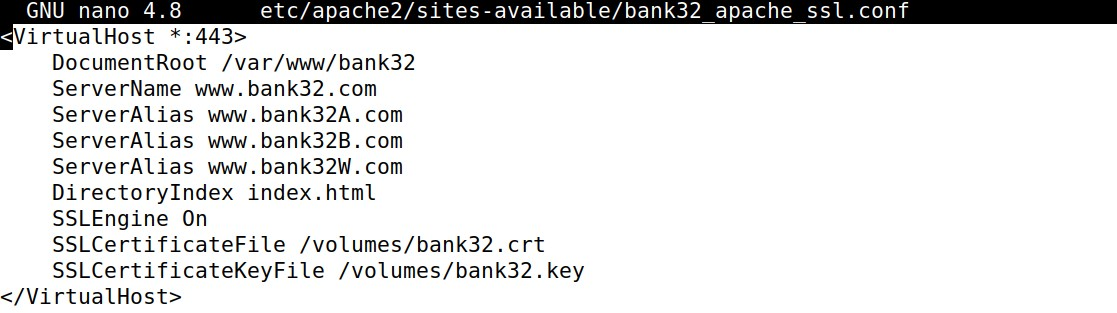 GNU nano 4.8 etc/apache2/sites-available/bank32_apache_ssl.conf
<VirtualHost *:443>
DocumentRoot /var/www/bank32
ServerName www.bank32.com
ServerAlias www.bank32A.com
ServerAlias www.bank32B.com
ServerAlias www.bank32W.com
DirectoryIndex index.html
SSLEngine On
SSLCertificateFile /volumes/bank32.crt
SSLCertificateKeyFile /volumes/bank32.key
</VirtualHost>